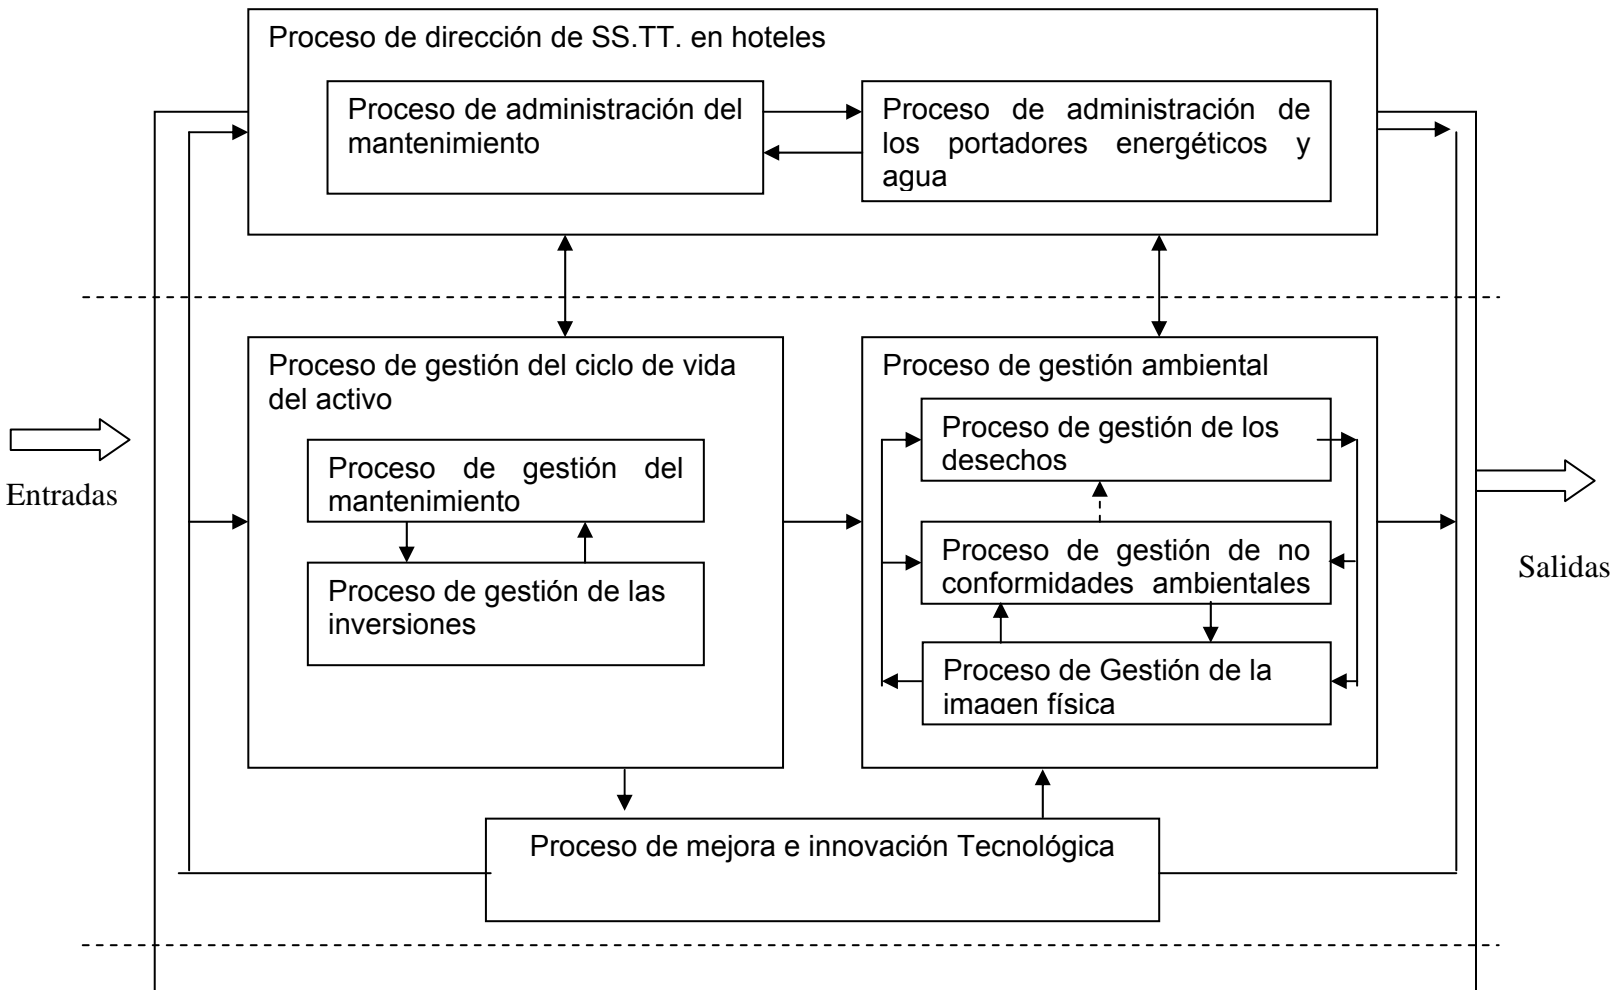 Proceso de dirección de SS.TT. en hoteles
Proceso de administración del
mantenimiento
Proceso de administración de
los portadores energéticos y
agua
Proceso de gestión del ciclo de vida
del activo
Proceso de gestión del
mantenimiento
Proceso de gestión de las
inversiones
Proceso de gestión ambiental
Proceso de gestión de los
desechos
Proceso de gestión de no
conformidades ambientales
Proceso de Gestión de la
imagen física
Entradas
Salidas
Proceso de mejora e innovación Tecnológica